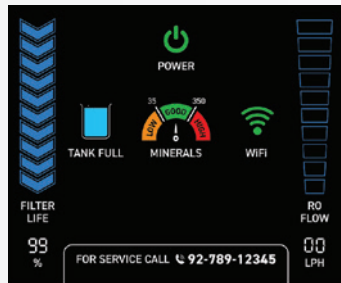 POWER
35 GOOD 350
LOW HIGH
TANK FULL MINERALS WiFi
FILTER LIFE
RO FLOW
99
%
00
LPH
FOR SERVICE CALL 92-789-12345